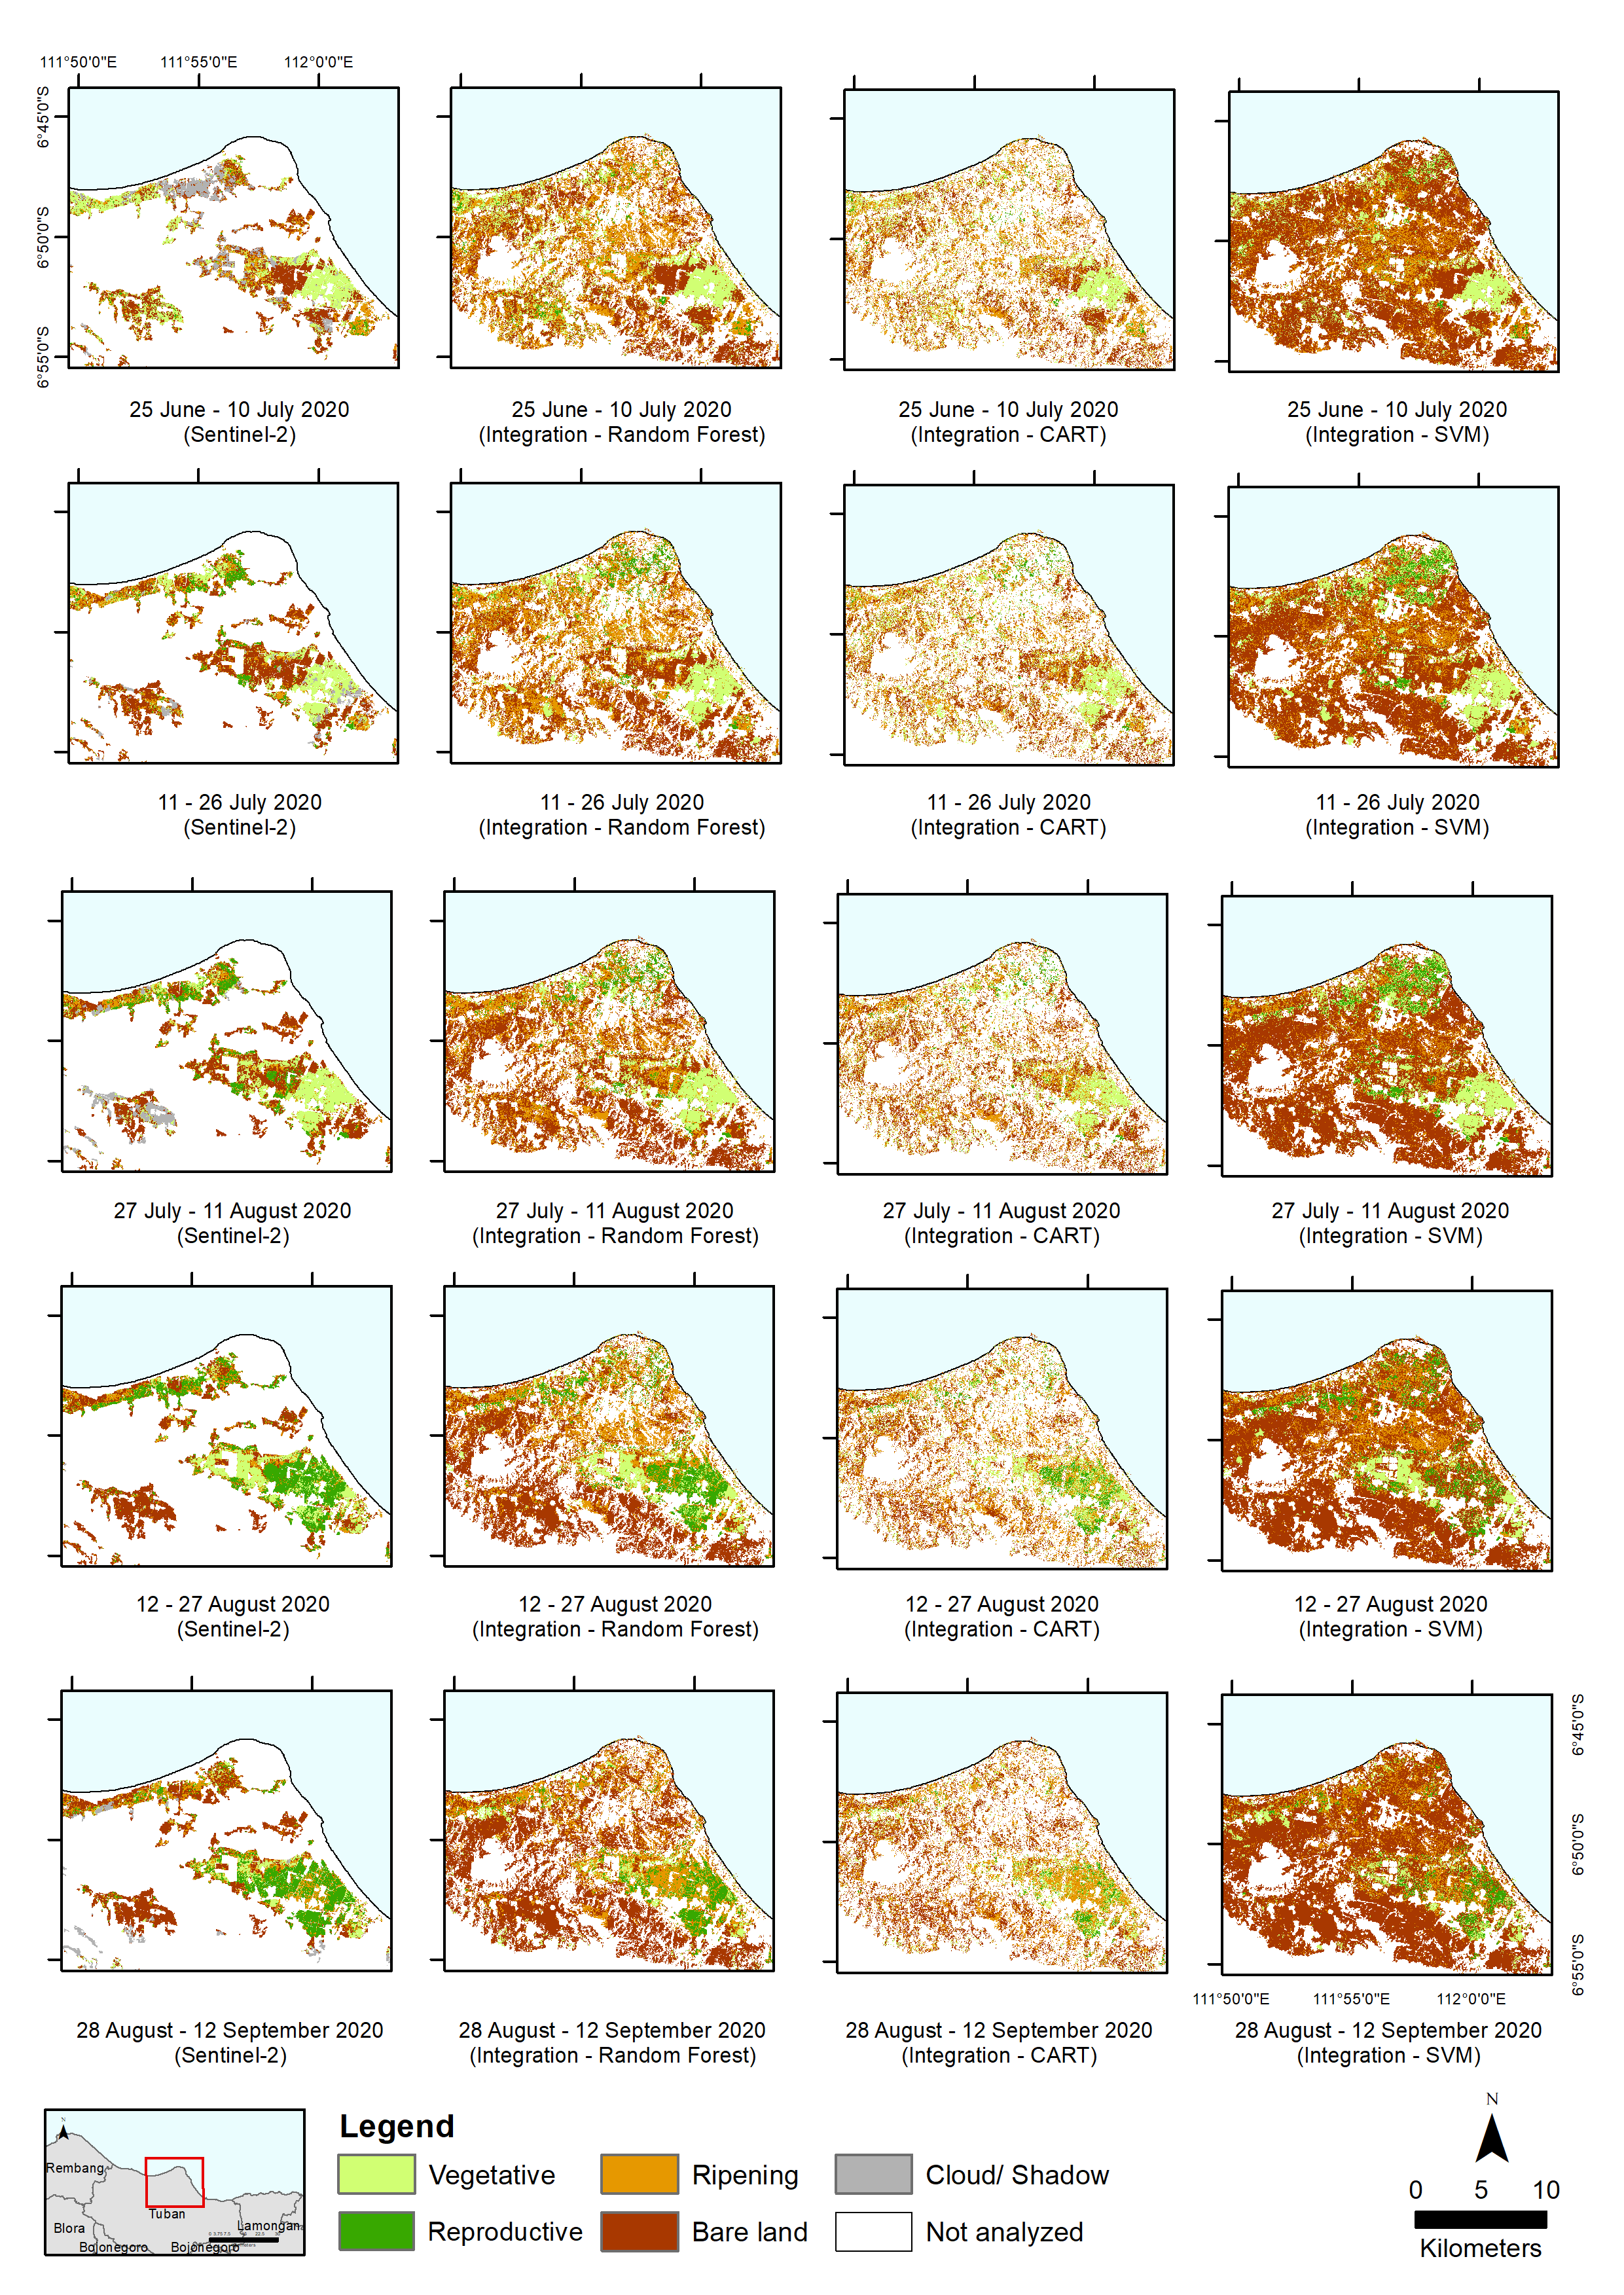 111°50'0"E 111°55'0"E 112°0'0"E
6°45'0"S
6°50'0"S
6°55'0"S
25 June - 10 July 2020
(Sentinel-2)
25 June - 10 July 2020
(Integration - Random Forest)
25 June - 10 July 2020
(Integration - CART)
25 June - 10 July 2020
(Integration - SVM)
11 - 26 July 2020
(Sentinel-2)
11 - 26 July 2020
(Integration - Random Forest)
11 - 26 July 2020
(Integration - CART)
11 - 26 July 2020
(Integration - SVM)
27 July - 11 August 2020
(Sentinel-2)
27 July - 11 August 2020
(Integration - Random Forest)
27 July - 11 August 2020
(Integration - CART)
27 July - 11 August 2020
(Integration - SVM)
12 - 27 August 2020
(Sentinel-2)
12 - 27 August 2020
(Integration - Random Forest)
12 - 27 August 2020
(Integration - CART)
12 - 27 August 2020
(Integration - SVM)
6°45'0"S
6°50'0"S
6°55'0"S
111°50'0"E 111°55'0"E 112°0'0"E
28 August - 12 September 2020
(Sentinel-2)
28 August - 12 September 2020
(Integration - Random Forest)
28 August - 12 September 2020
(Integration - CART)
28 August - 12 September 2020
(Integration - SVM)
N
Rembang
Tuban
Blora
Lamongan
Bojonegoro
Bojonegoro
Legend
Vegetative
Ripening
Cloud/ Shadow
Reproductive
Bare land
Not analyzed
N
0 5 10
Kilometers